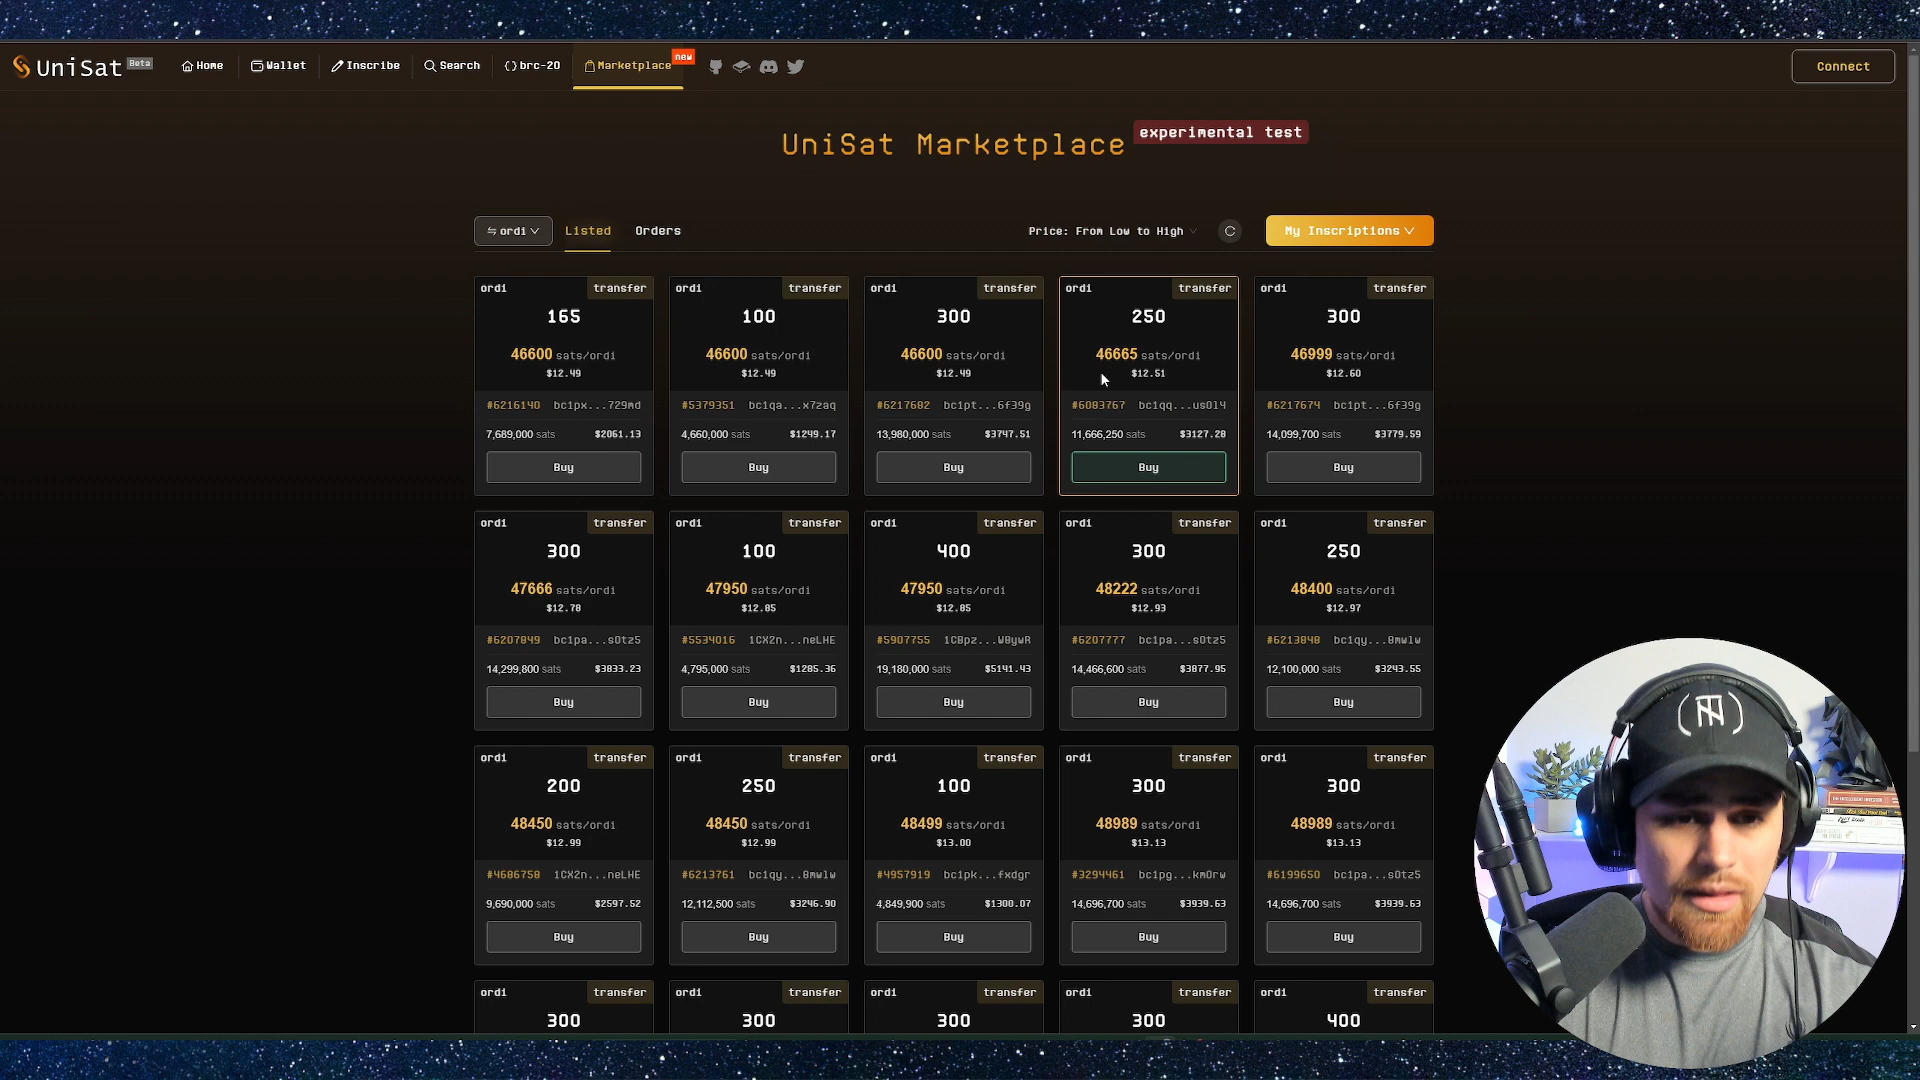 UniSat Beta Home Wallet Inscribe Search brc-20 Marketplace new Connect
UniSat Marketplace experimental test
ordi Listed Orders Price: From Low to High My Inscriptions
ordi transfer ordi transfer ordi transfer ordi transfer ordi transfer
165 100 300 250 300
46600 sats/ordi 46600 sats/ordi 46600 sats/ordi 46665 sats/ordi 46999 sats/ordi
$12.49 $12.49 $12.49 $12.51 $12.60
#6216140 bc1px...729md #5379351 bc1qa...x7zaq #6217682 bc1pt...6f39g #6083767 bc1qq...us0l4 #6217674 bc1pt...6f39g
7,689,000 sats $2061.13 4,660,000 sats $1249.17 13,980,000 sats $3747.51 11,666,250 sats $3127.28 14,099,700 sats $3779.59
Buy Buy Buy Buy Buy
ordi transfer ordi transfer ordi transfer ordi transfer ordi transfer
300 100 400 300 250
47666 sats/ordi 47950 sats/ordi 47950 sats/ordi 48222 sats/ordi 48400 sats/ordi
$12.78 $12.85 $12.85 $12.93 $12.97
#6207849 bc1pa...s0tz5 #5534016 1CX2n...neLHE #5907755 1CBpz...W8ywR #6207777 bc1pa...s0tz5 #6213848 bc1qy...8mwlw
14,299,800 sats $3833.23 4,795,000 sats $1285.36 19,180,000 sats $5141.43 14,466,600 sats $3877.95 12,100,000 sats $3243.55
Buy Buy Buy Buy Buy
ordi transfer ordi transfer ordi transfer ordi transfer ordi transfer
200 250 100 300 300
48450 sats/ordi 48450 sats/ordi 48499 sats/ordi 48989 sats/ordi 48989 sats/ordi
$12.99 $12.99 $13.00 $13.13 $13.13
#4686758 1CX2n...neLHE #6213761 bc1qy...8mwlw #4957919 bc1pk...fxdgr #3294461 bc1pg...km0rw #6199650 bc1pa...s0tz5
9,690,000 sats $2597.52 12,112,500 sats $3246.90 4,849,900 sats $1300.07 14,696,700 sats $3939.63 14,696,700 sats $3939.63
Buy Buy Buy Buy Buy
ordi transfer ordi transfer ordi transfer ordi transfer ordi transfer
300 300 300 300 400